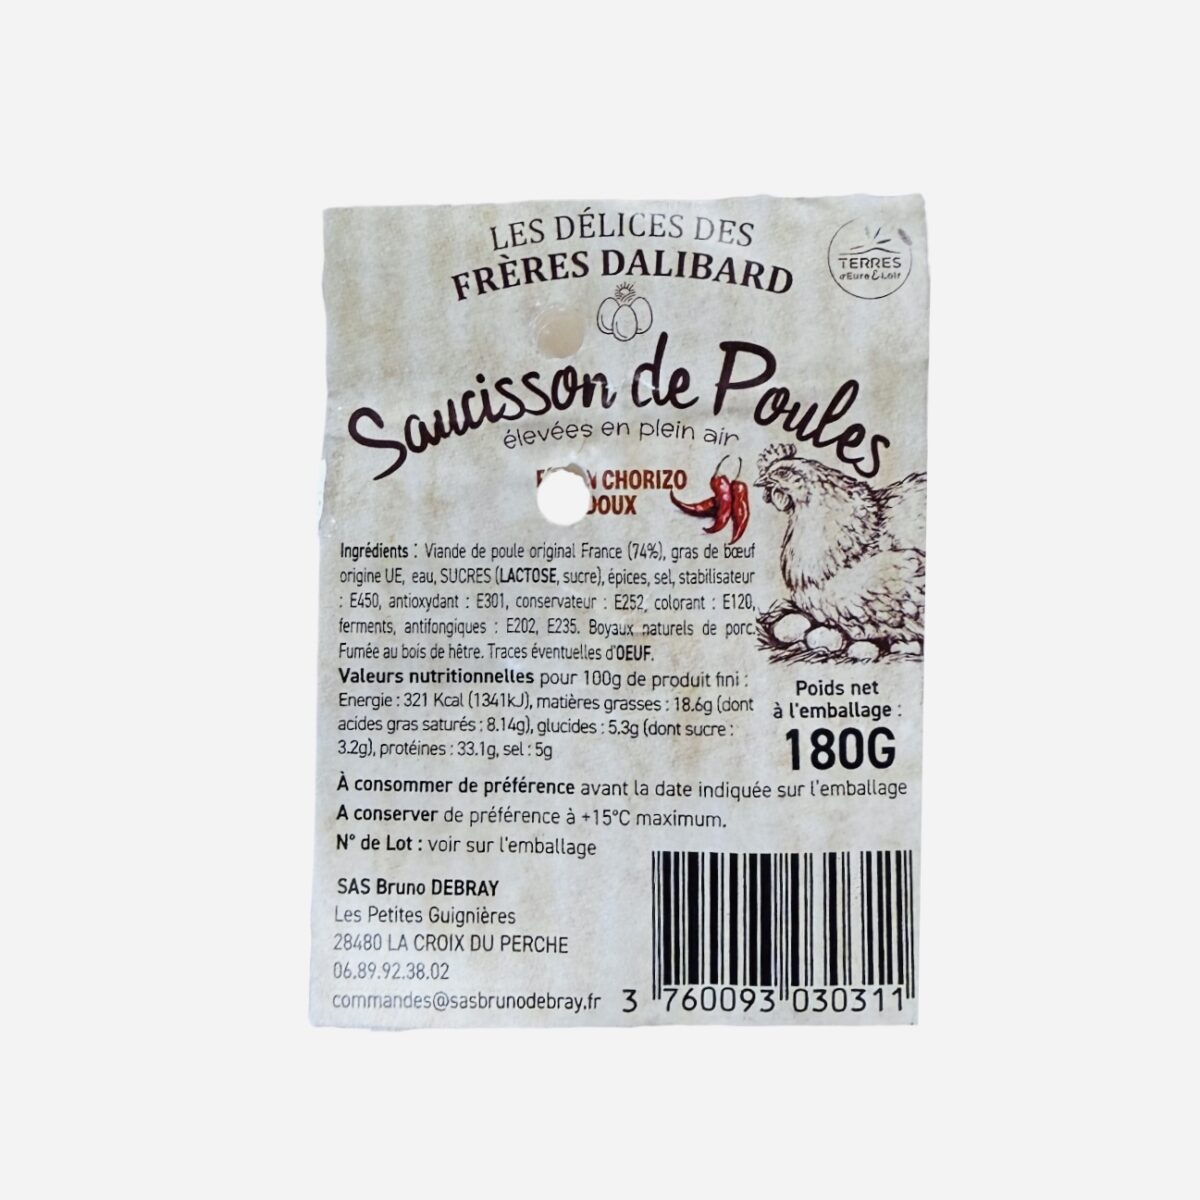 LES DÉLICES DES
FRÈRES DALIBARD
TERRES
d'Eure & Loir
Saucisson de Poules
élevées en plein air
CHORIZO
DOUX
Ingrédients : Viande de poule original France (74%), gras de bœuf
origine UE, eau, SUCRES (LACTOSE, sucre), épices, sel, stabilisateur
: E450, antioxydant : E301, conservateur : E252, colorant : E120,
ferments, antifongiques : E202, E235. Boyaux naturels de porc.
Fumée au bois de hêtre. Traces éventuelles d'OEUF.
Valeurs nutritionnelles pour 100g de produit fini :
Energie : 321 Kcal (1341kJ), matières grasses : 18.6g (dont
acides gras saturés : 8.14g), glucides : 5.3g (dont sucre :
3.2g), protéines : 33.1g, sel : 5g
Poids net
à l'emballage :
180G
À consommer de préférence avant la date indiquée sur l'emballage
A conserver de préférence à +15°C maximum.
N° de Lot : voir sur l'emballage
SAS Bruno DEBRAY
Les Petites Guignières
28480 LA CROIX DU PERCHE
06.89.92.38.02
commandes@sasbrunodebray.fr
3 760093 030311